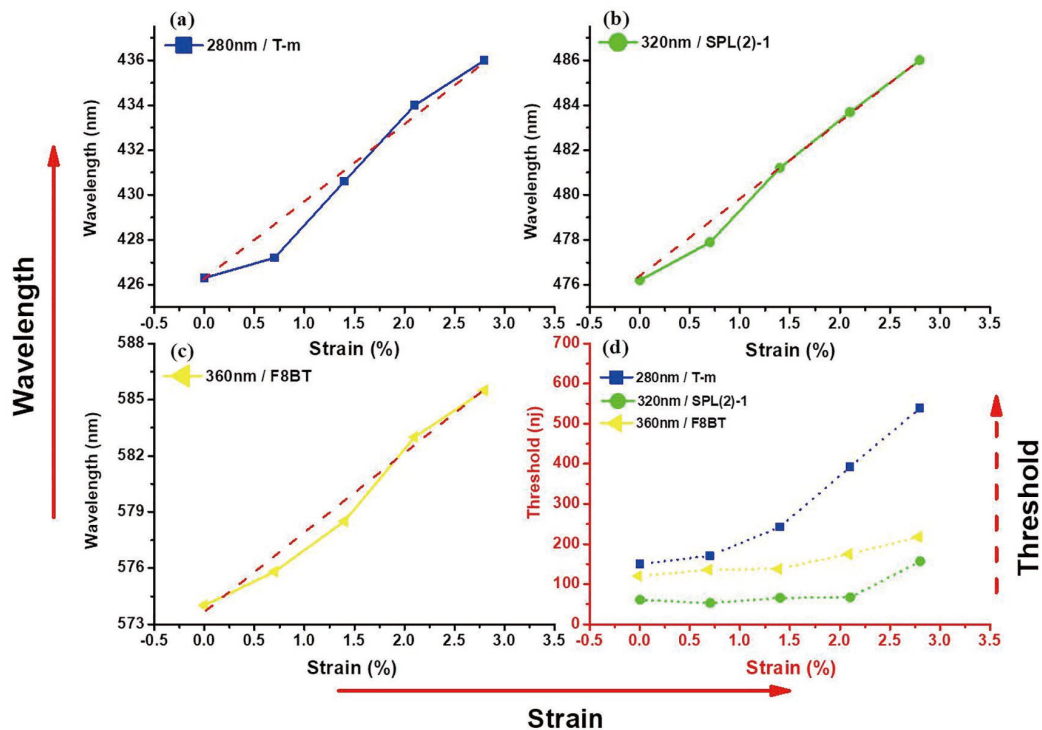 (a)
280nm / T-m
436
434
432
430
428
426
Wavelength (nm)
-0.5 0.0 0.5 1.0 1.5 2.0 2.5 3.0 3.5
Strain (%)
(b)
320nm / SPL(2)-1
486
484
482
480
478
476
Wavelength (nm)
-0.5 0.0 0.5 1.0 1.5 2.0 2.5 3.0 3.5
Strain (%)
(c)
360nm / F8BT
588
585
582
579
576
573
Wavelength (nm)
-0.5 0.0 0.5 1.0 1.5 2.0 2.5 3.0 3.5
Strain (%)
(d)
280nm / T-m
320nm / SPL(2)-1
360nm / F8BT
700
600
500
400
300
200
100
0
Threshold (nj)
-0.5 0.0 0.5 1.0 1.5 2.0 2.5 3.0 3.5
Strain (%)
Wavelength
Threshold
Strain